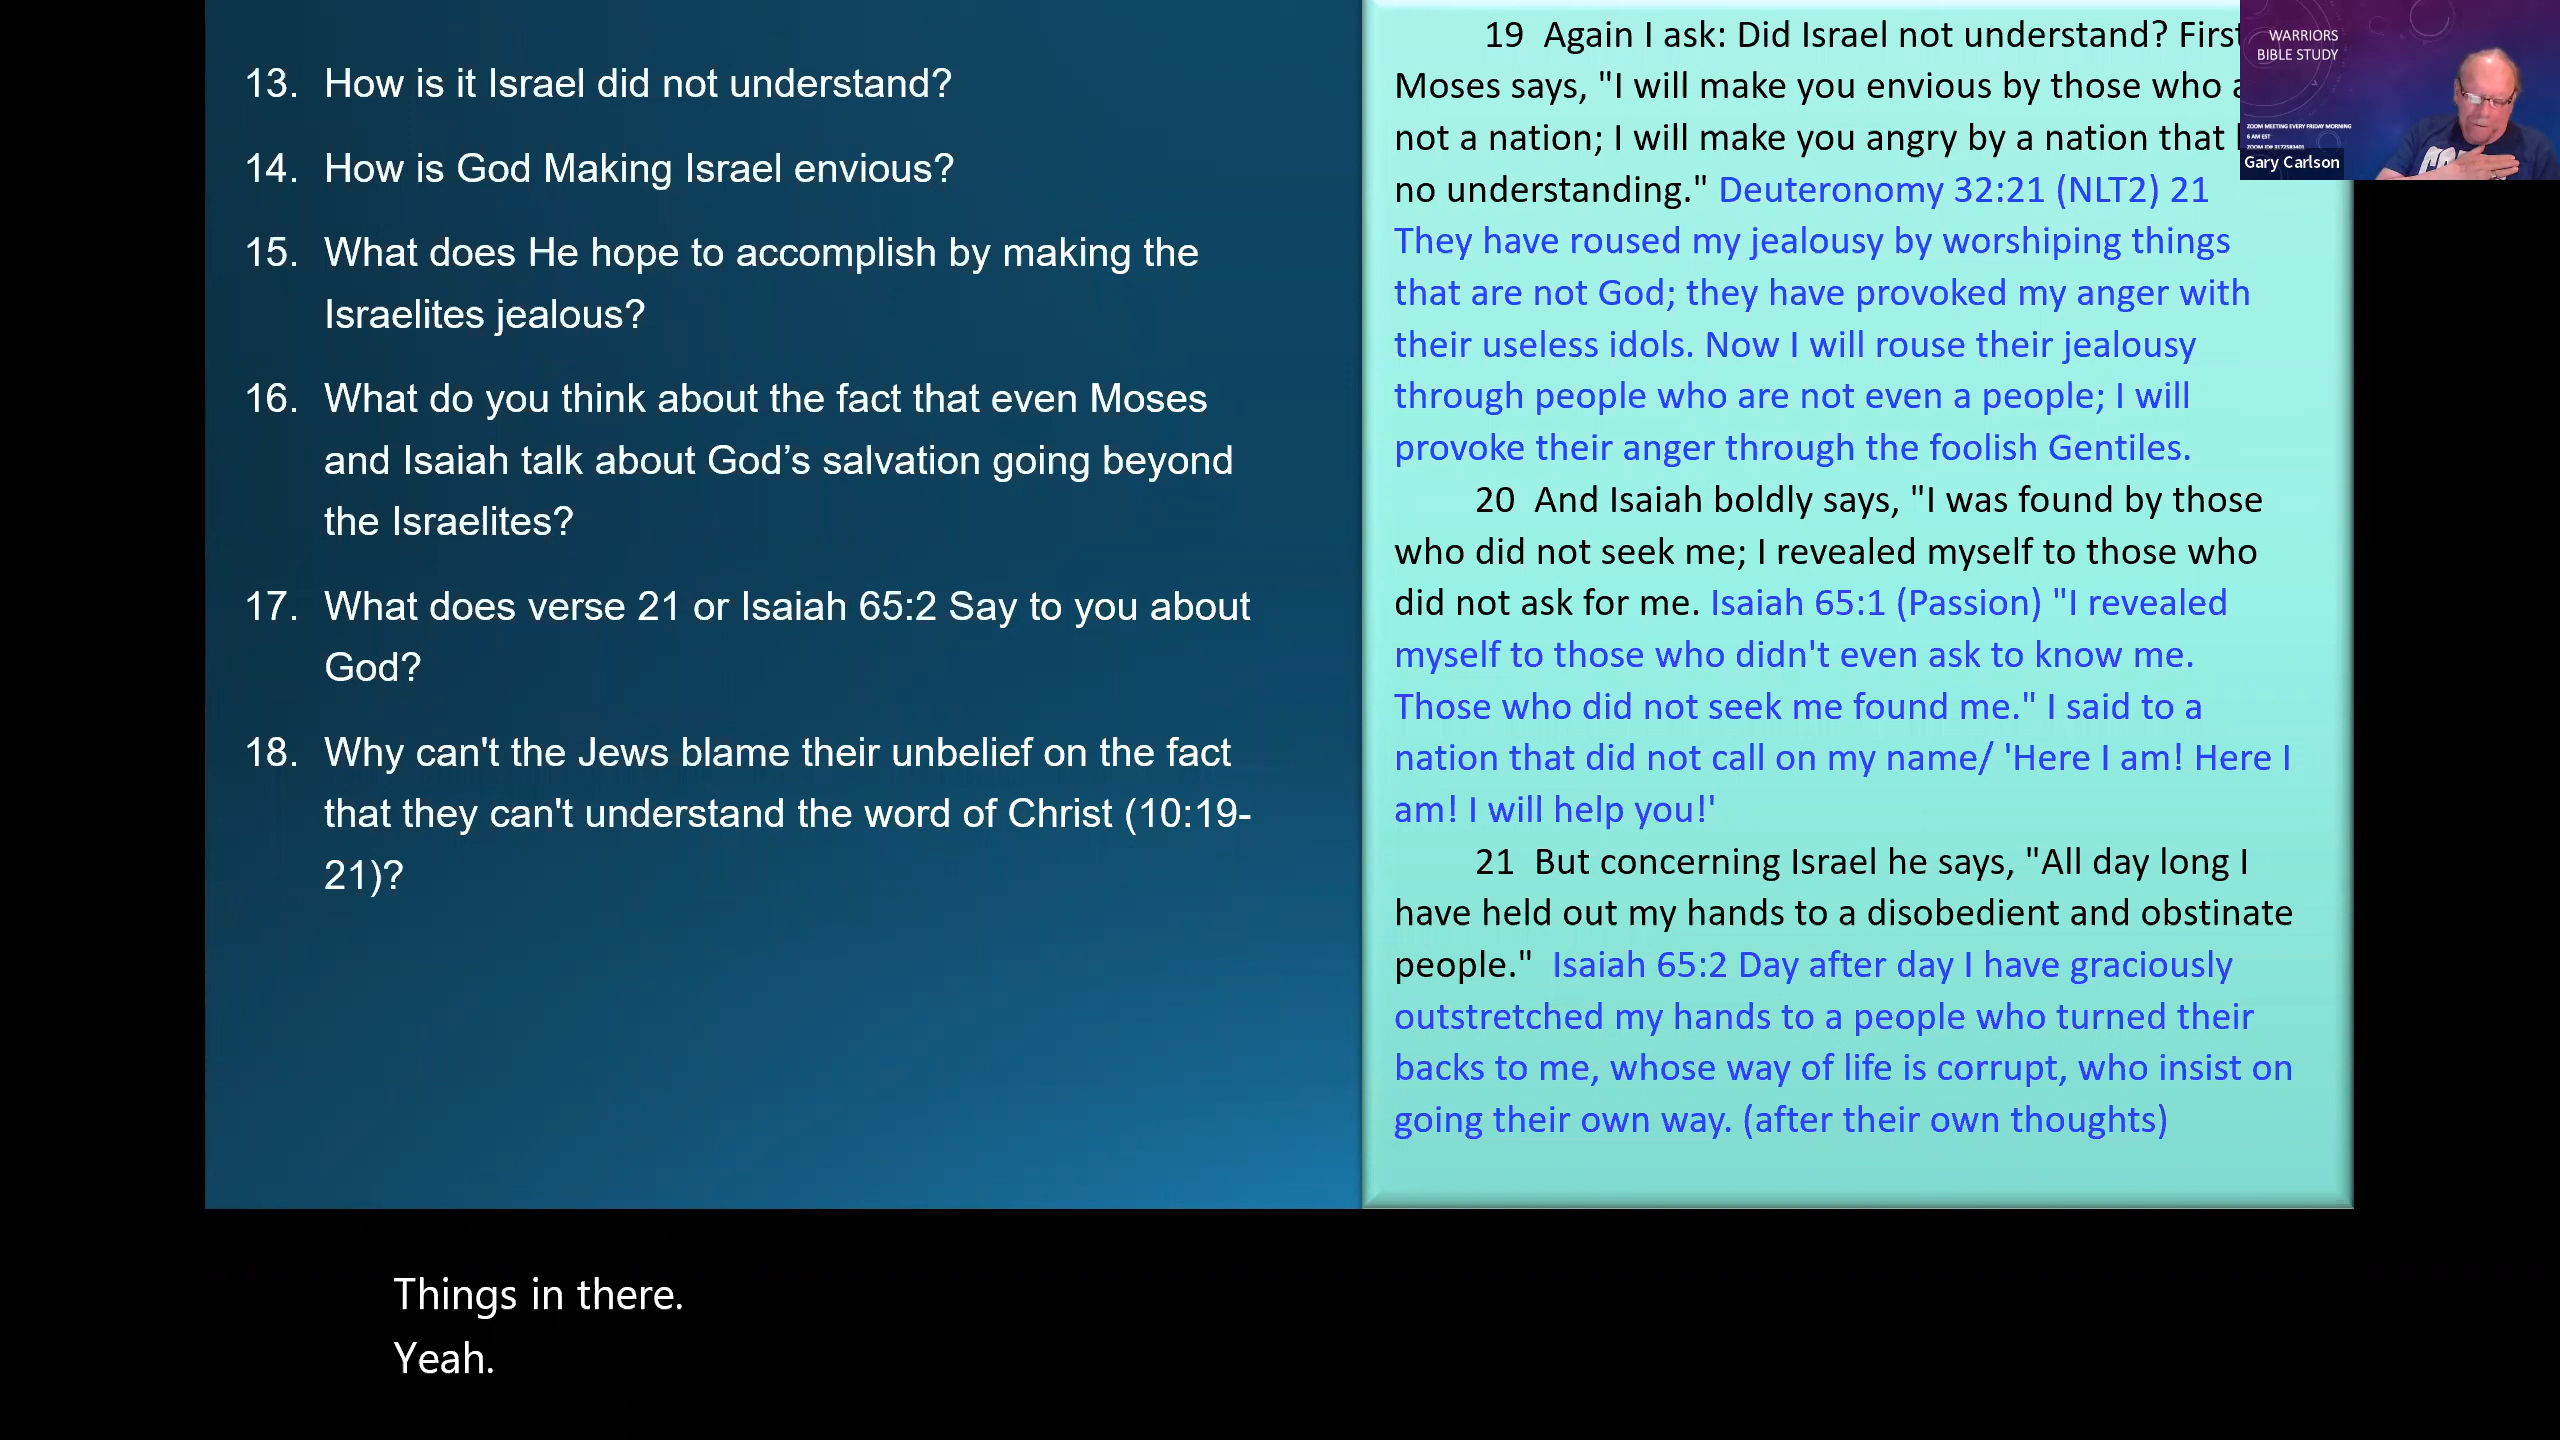 13. How is it Israel did not understand?
14. How is God Making Israel envious?
15. What does He hope to accomplish by making the
Israelites jealous?
16. What do you think about the fact that even Moses
and Isaiah talk about God’s salvation going beyond
the Israelites?
17. What does verse 21 or Isaiah 65:2 Say to you about
God?
18. Why can't the Jews blame their unbelief on the fact
that they can't understand the word of Christ (10:19-
21)?
19 Again I ask: Did Israel not understand? First
Moses says, "I will make you envious by those who
not a nation; I will make you angry by a nation that
no understanding." Deuteronomy 32:21 (NLT2) 21
They have roused my jealousy by worshiping things
that are not God; they have provoked my anger with
their useless idols. Now I will rouse their jealousy
through people who are not even a people; I will
provoke their anger through the foolish Gentiles.
20 And Isaiah boldly says, "I was found by those
who did not seek me; I revealed myself to those who
did not ask for me. Isaiah 65:1 (Passion) "I revealed
myself to those who didn't even ask to know me.
Those who did not seek me found me." I said to a
nation that did not call on my name/ 'Here I am! Here I
am! I will help you!'
21 But concerning Israel he says, "All day long I
have held out my hands to a disobedient and obstinate
people." Isaiah 65:2 Day after day I have graciously
outstretched my hands to a people who turned their
backs to me, whose way of life is corrupt, who insist on
going their own way. (after their own thoughts)
WARRIORS
BIBLE STUDY
ZOOM MEETING EVERY FRIDAY MORNING
6 AM EST
Gary Carlson
Things in there.
Yeah.